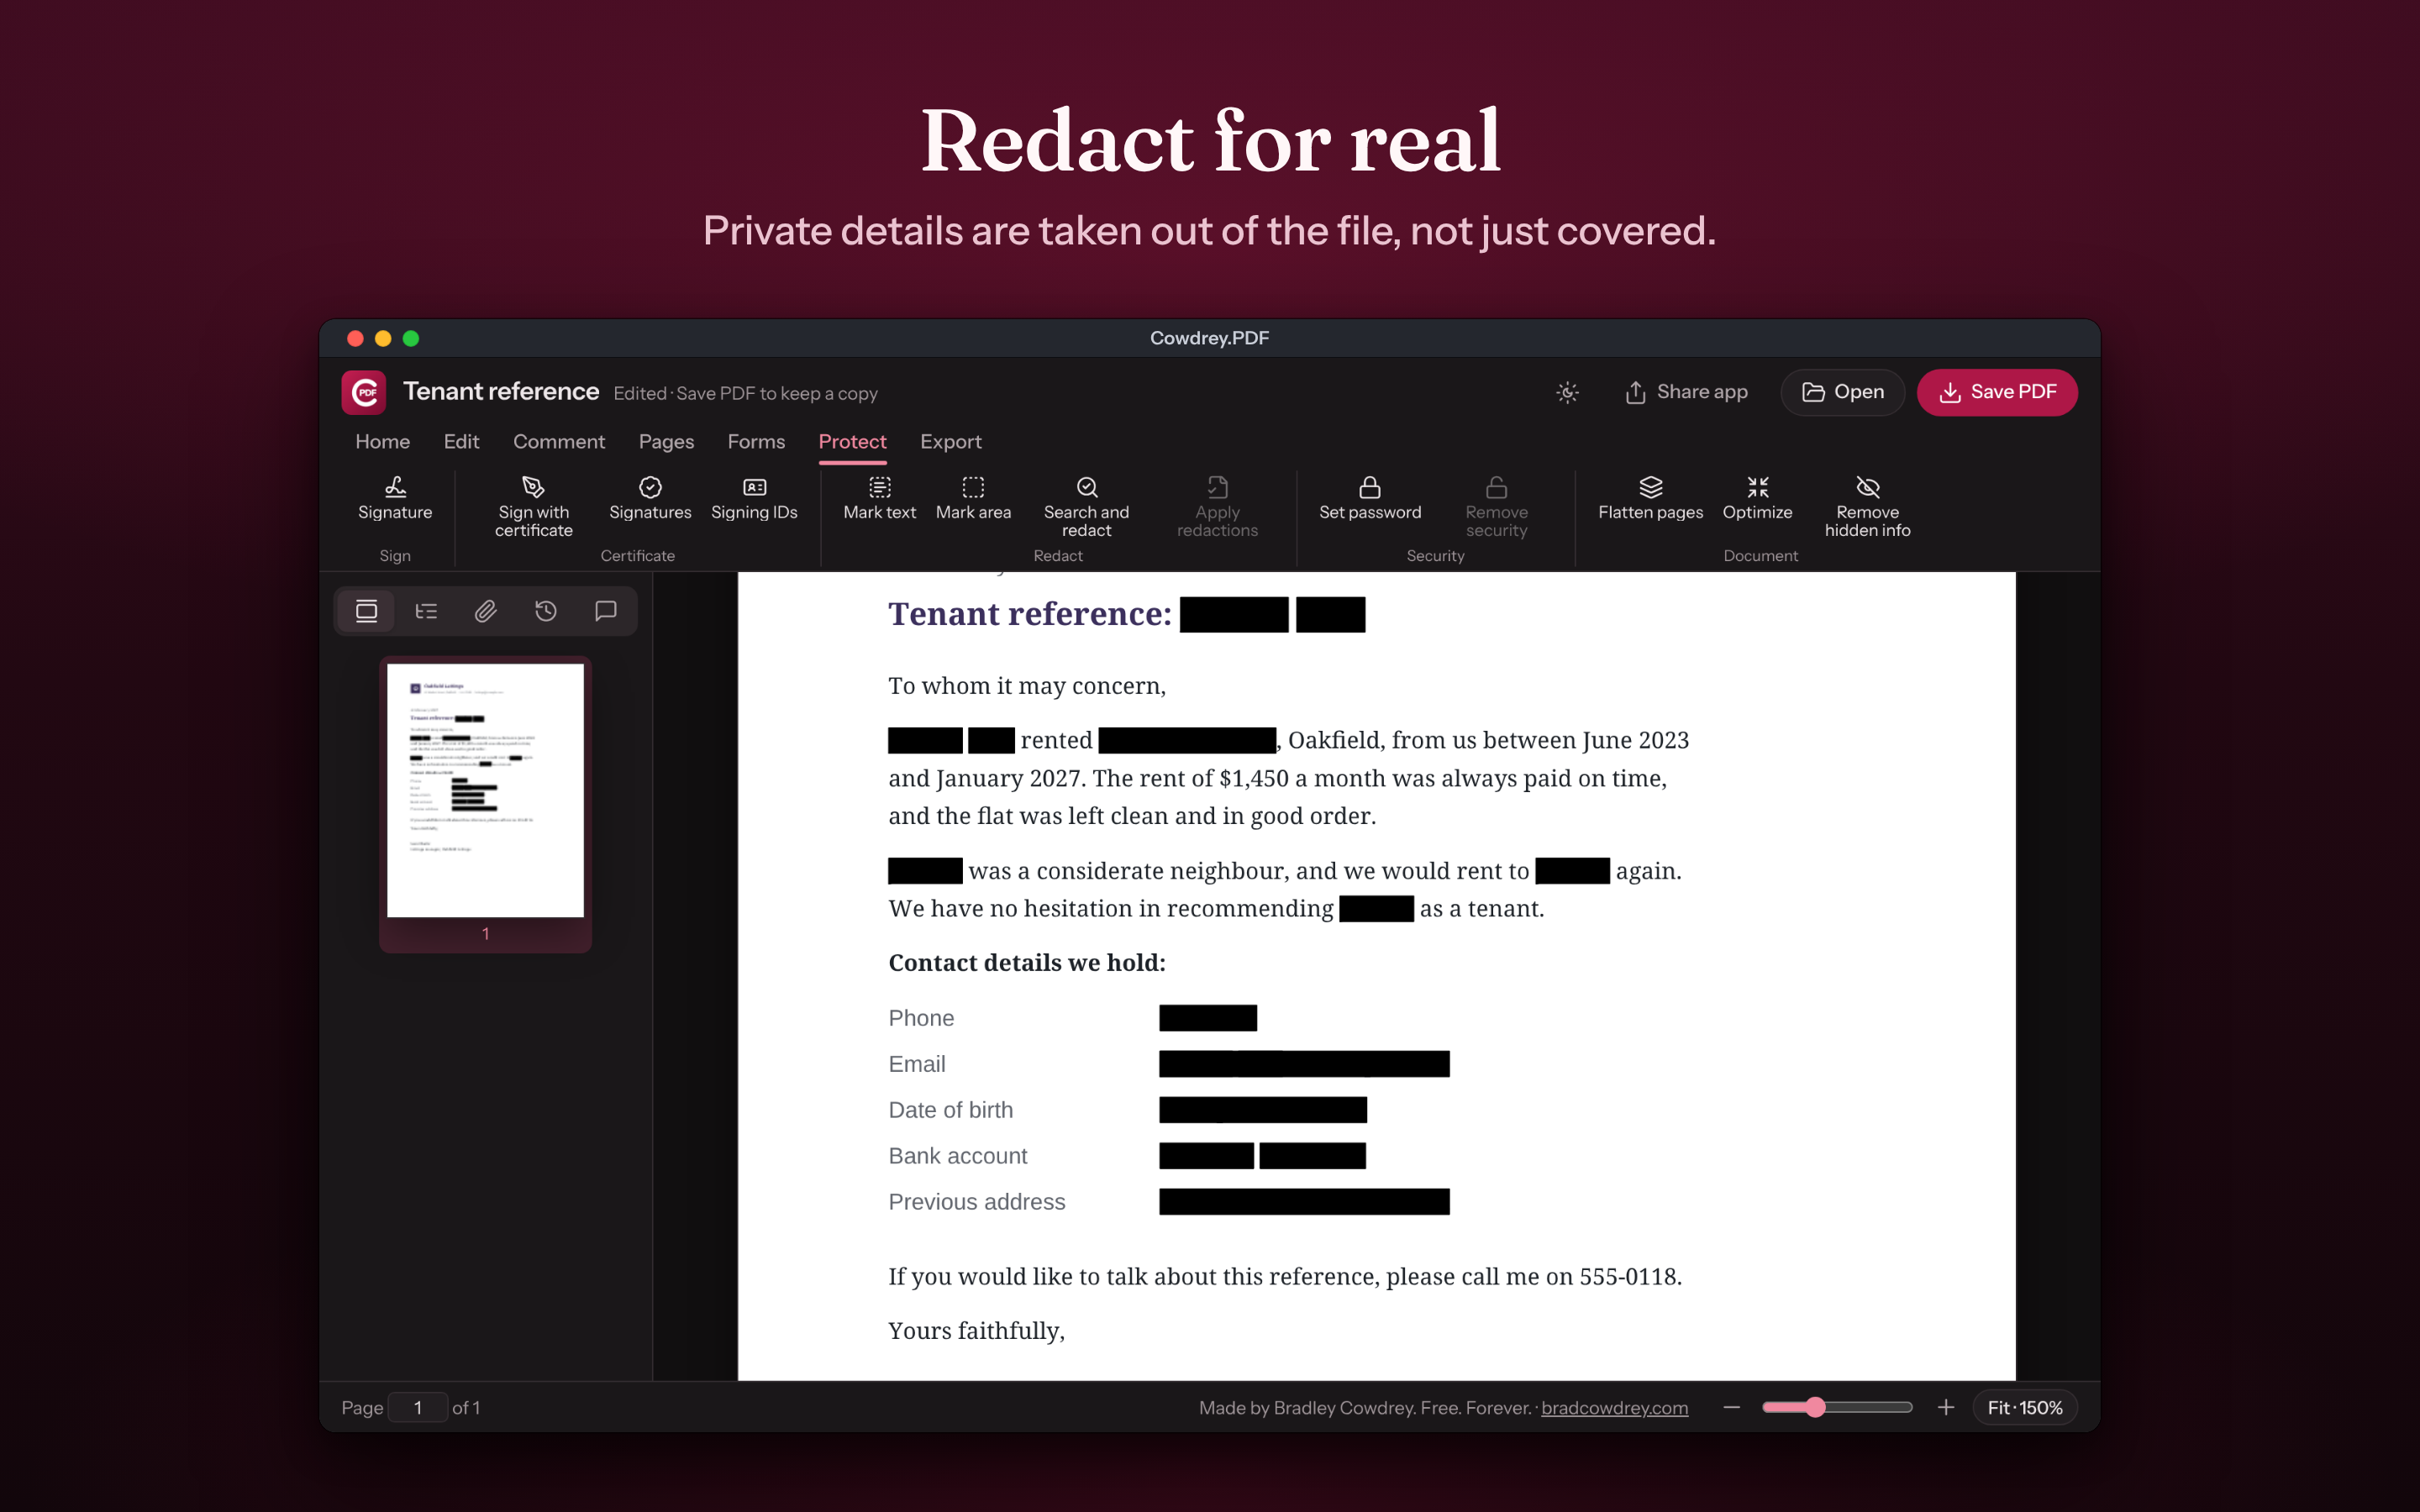 Redact for real
Private details are taken out of the file, not just covered.
Cowdrey.PDF
PDF
Tenant reference Edited · Save PDF to keep a copy
Share app Open Save PDF
Home Edit Comment Pages Forms Protect Export
Signature
Sign with certificate
Signatures
Signing IDs
Mark text
Mark area
Search and redact
Apply redactions
Set password
Remove security
Flatten pages
Optimize
Remove hidden info
Sign Certificate Redact Security Document
1
Tenant reference:
To whom it may concern,
rented , Oakfield, from us between June 2023
and January 2027. The rent of $1,450 a month was always paid on time,
and the flat was left clean and in good order.
was a considerate neighbour, and we would rent to again.
We have no hesitation in recommending as a tenant.
Contact details we hold:
Phone
Email
Date of birth
Bank account
Previous address
If you would like to talk about this reference, please call me on 555-0118.
Yours faithfully,
Page 1 of 1
Made by Bradley Cowdrey. Free. Forever. · bradcowdrey.com
Fit · 150%